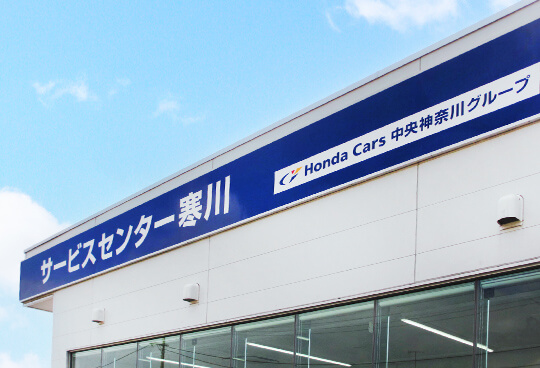 サービスセンター寒川
Honda Cars 中央神奈川グループ